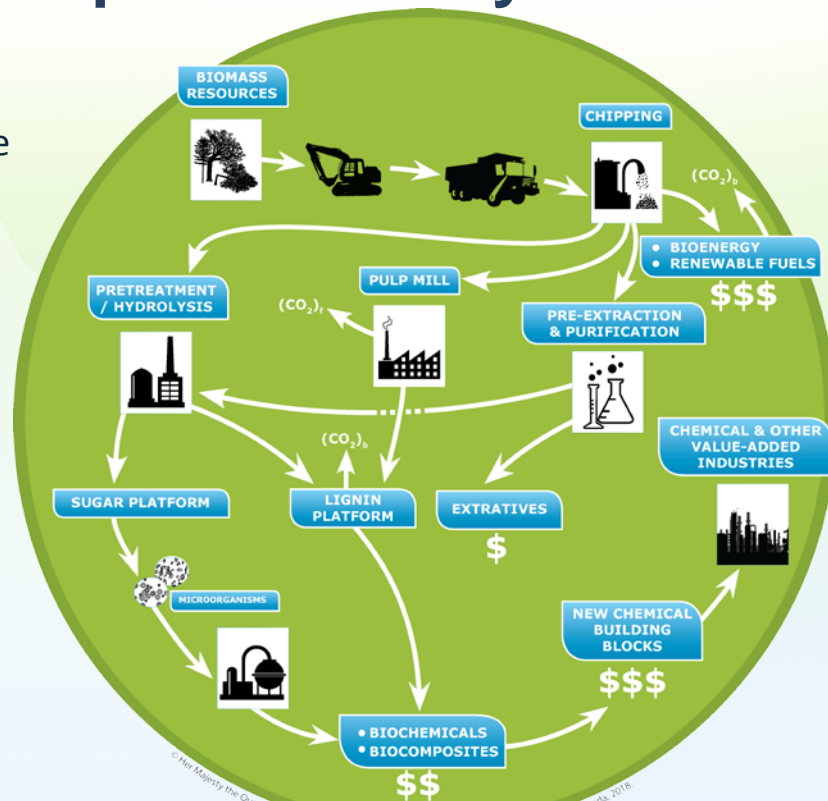 e
BIOMASS
RESOURCES
CHIPPING
(CO₂)b
• BIOENERGY
• RENEWABLE FUELS
$$$
PRETREATMENT
/ HYDROLYSIS
PULP MILL
(CO₂)f
PRE-EXTRACTION
& PURIFICATION
CHEMICAL & OTHER
VALUE-ADDED
INDUSTRIES
(CO₂)b
SUGAR PLATFORM
LIGNIN
PLATFORM
EXTRATIVES
$
MICROORGANISMS
NEW CHEMICAL
BUILDING
BLOCKS
$$$
• BIOCHEMICALS
• BIOCOMPOSITES
$$
© Her Majesty the
2018.